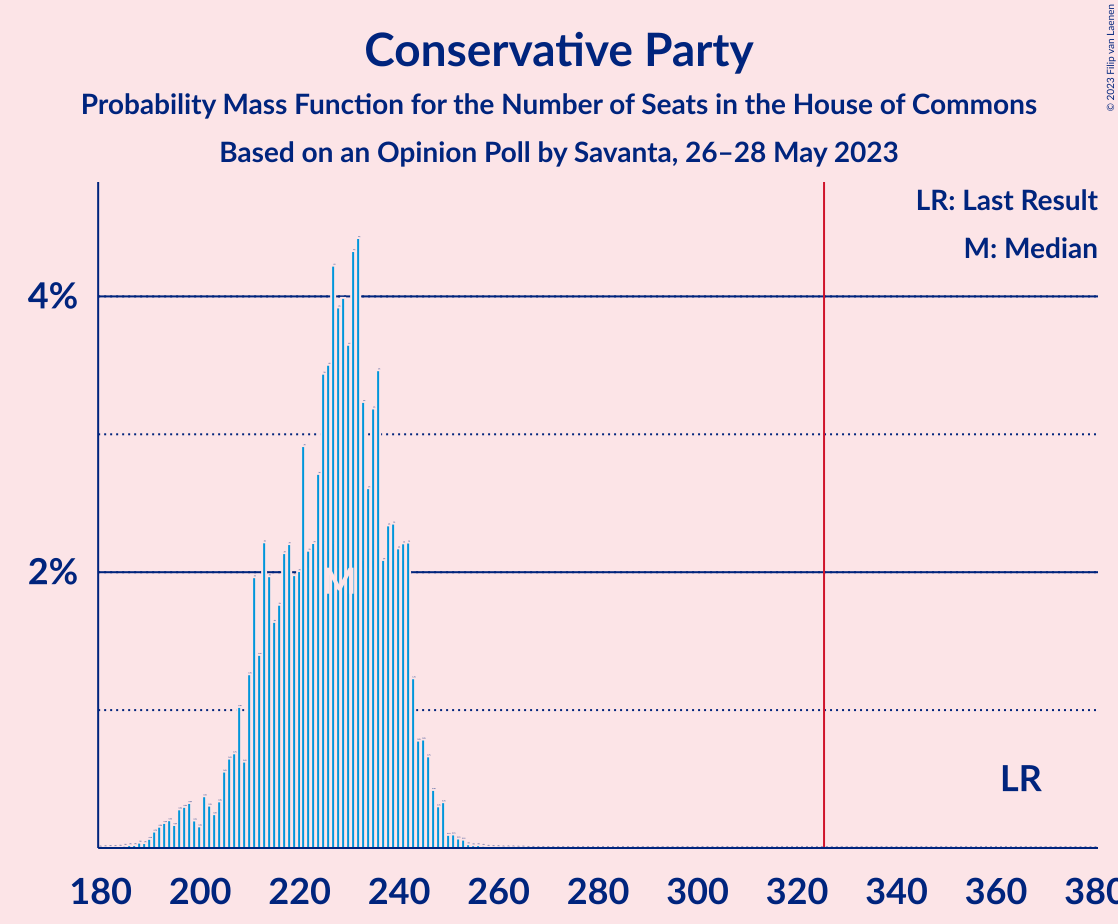 Conservative Party
Probability Mass Function for the Number of Seats in the House of Commons
Based on an Opinion Poll by Savanta, 26–28 May 2023
© 2023 Filip van Laenen
LR: Last Result
M: Median
4%
2%
M
LR
180 200 220 240 260 280 300 320 340 360 380